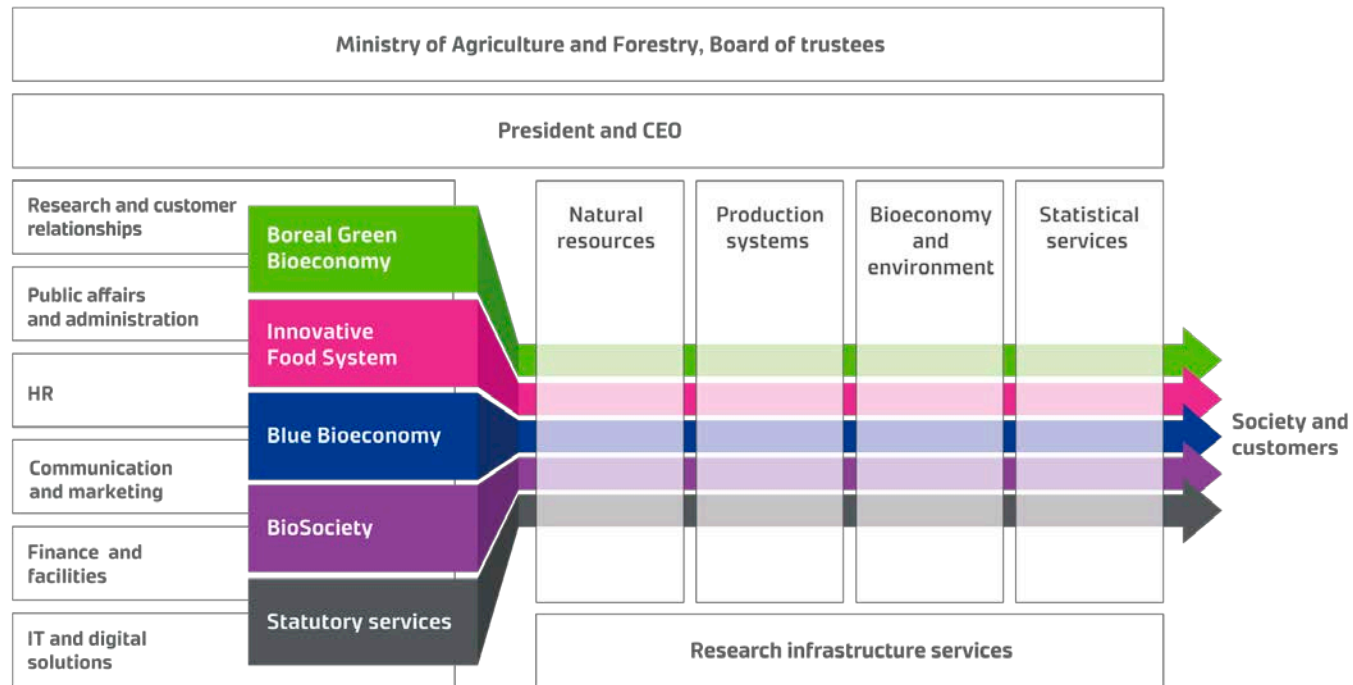 Ministry of Agriculture and Forestry, Board of trustees
President and CEO
Research and customer
relationships
Public affairs
and administration
HR
Communication
and marketing
Finance and
facilities
IT and digital
solutions
Boreal Green
Bioeconomy
Innovative
Food System
Blue Bioeconomy
BioSociety
Statutory services
Natural
resources
Production
systems
Bioeconomy
and
environment
Statistical
services
Society and
customers
Research infrastructure services